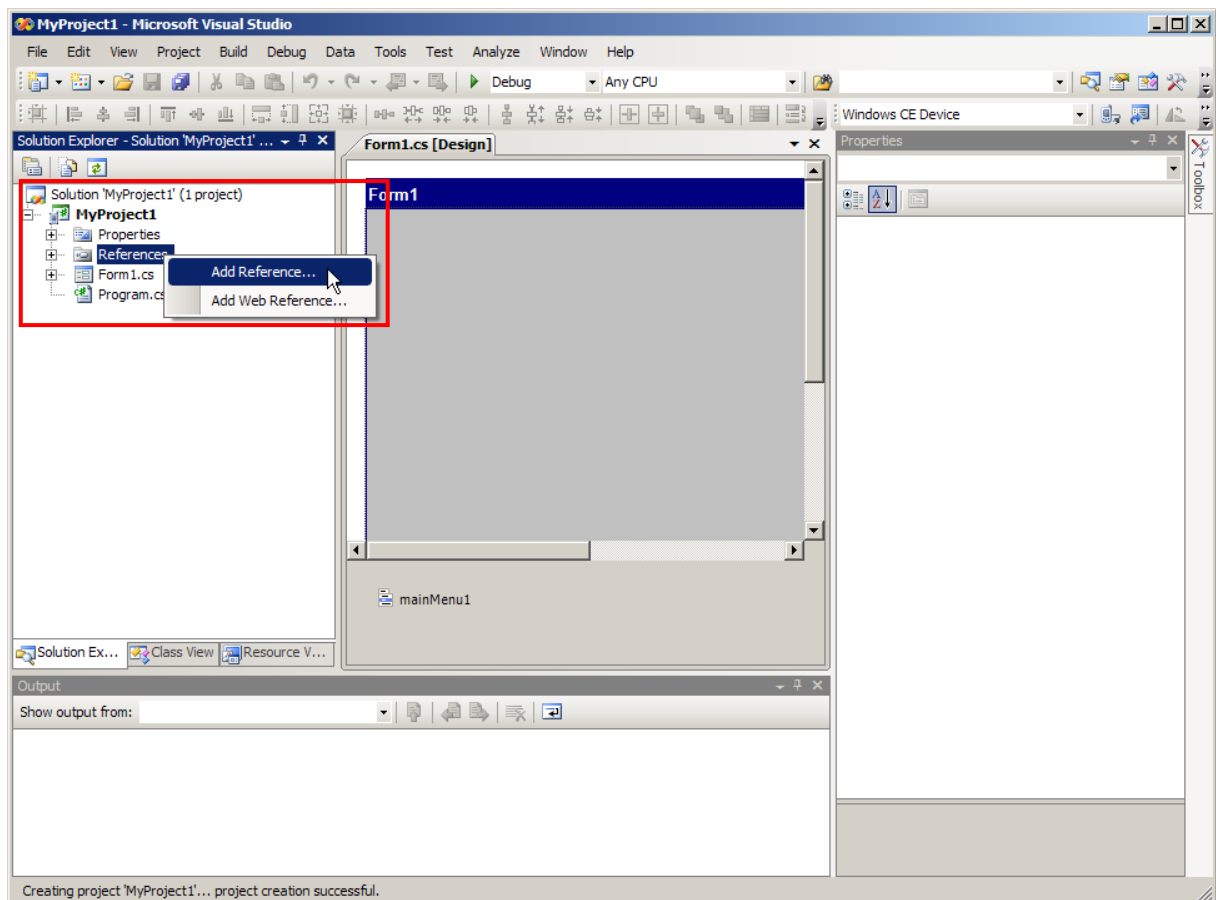 MyProject1 - Microsoft Visual Studio
File Edit View Project Build Debug Data Tools Test Analyze Window Help
Debug Any CPU
Windows CE Device
Solution Explorer - Solution 'MyProject1' ...
Form1.cs [Design]
Properties
Toolbox
Solution 'MyProject1' (1 project)
MyProject1
Properties
References
Form1.cs
Program.cs
Add Reference...
Add Web Reference...
Form1
mainMenu1
Solution Ex... Class View Resource V...
Output
Show output from:
Creating project 'MyProject1'... project creation successful.